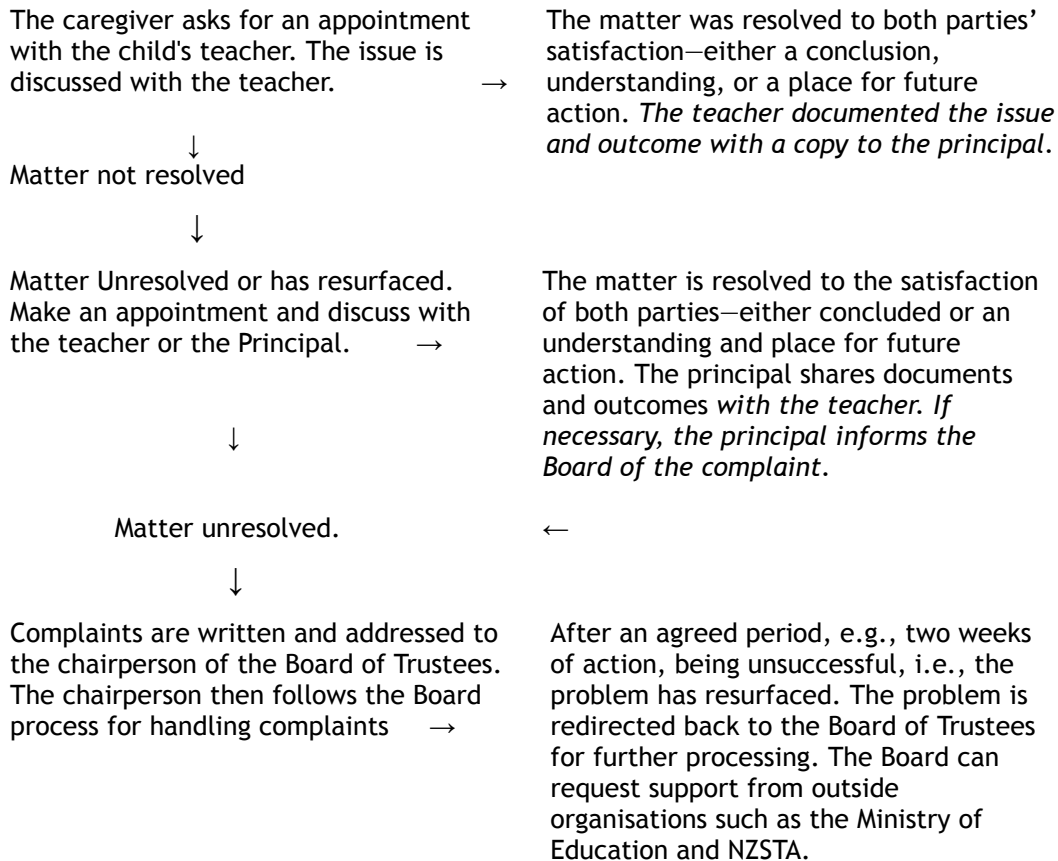 The caregiver asks for an appointment
with the child's teacher. The issue is
discussed with the teacher. →
The matter was resolved to both parties’
satisfaction—either a conclusion,
understanding, or a place for future
action. The teacher documented the issue
and outcome with a copy to the principal.
↓
Matter not resolved
↓
Matter Unresolved or has resurfaced.
Make an appointment and discuss with
the teacher or the Principal. →
The matter is resolved to the satisfaction
of both parties—either concluded or an
understanding and place for future
action. The principal shares documents
and outcomes with the teacher. If
necessary, the principal informs the
Board of the complaint.
↓
Matter unresolved. ←
↓
Complaints are written and addressed to
the chairperson of the Board of Trustees.
The chairperson then follows the Board
process for handling complaints →
After an agreed period, e.g., two weeks
of action, being unsuccessful, i.e., the
problem has resurfaced. The problem is
redirected back to the Board of Trustees
for further processing. The Board can
request support from outside
organisations such as the Ministry of
Education and NZSTA.